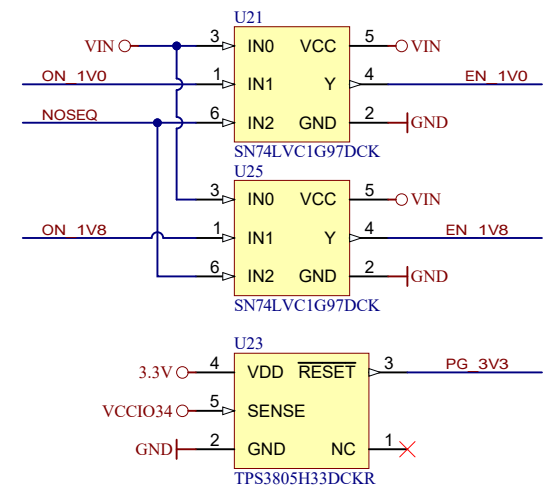 U21
VIN 3 IN0 VCC 5 VIN
ON_1V0 1 IN1 Y 4 EN_1V0
NOSEQ 6 IN2 GND 2 GND
SN74LVC1G97DCK
U25
3 IN0 VCC 5 VIN
ON_1V8 1 IN1 Y 4 EN_1V8
6 IN2 GND 2 GND
SN74LVC1G97DCK
U23
3.3V 4 VDD RESET 3 PG_3V3
VCCIO34 5 SENSE
GND 2 GND NC 1
TPS3805H33DCKR